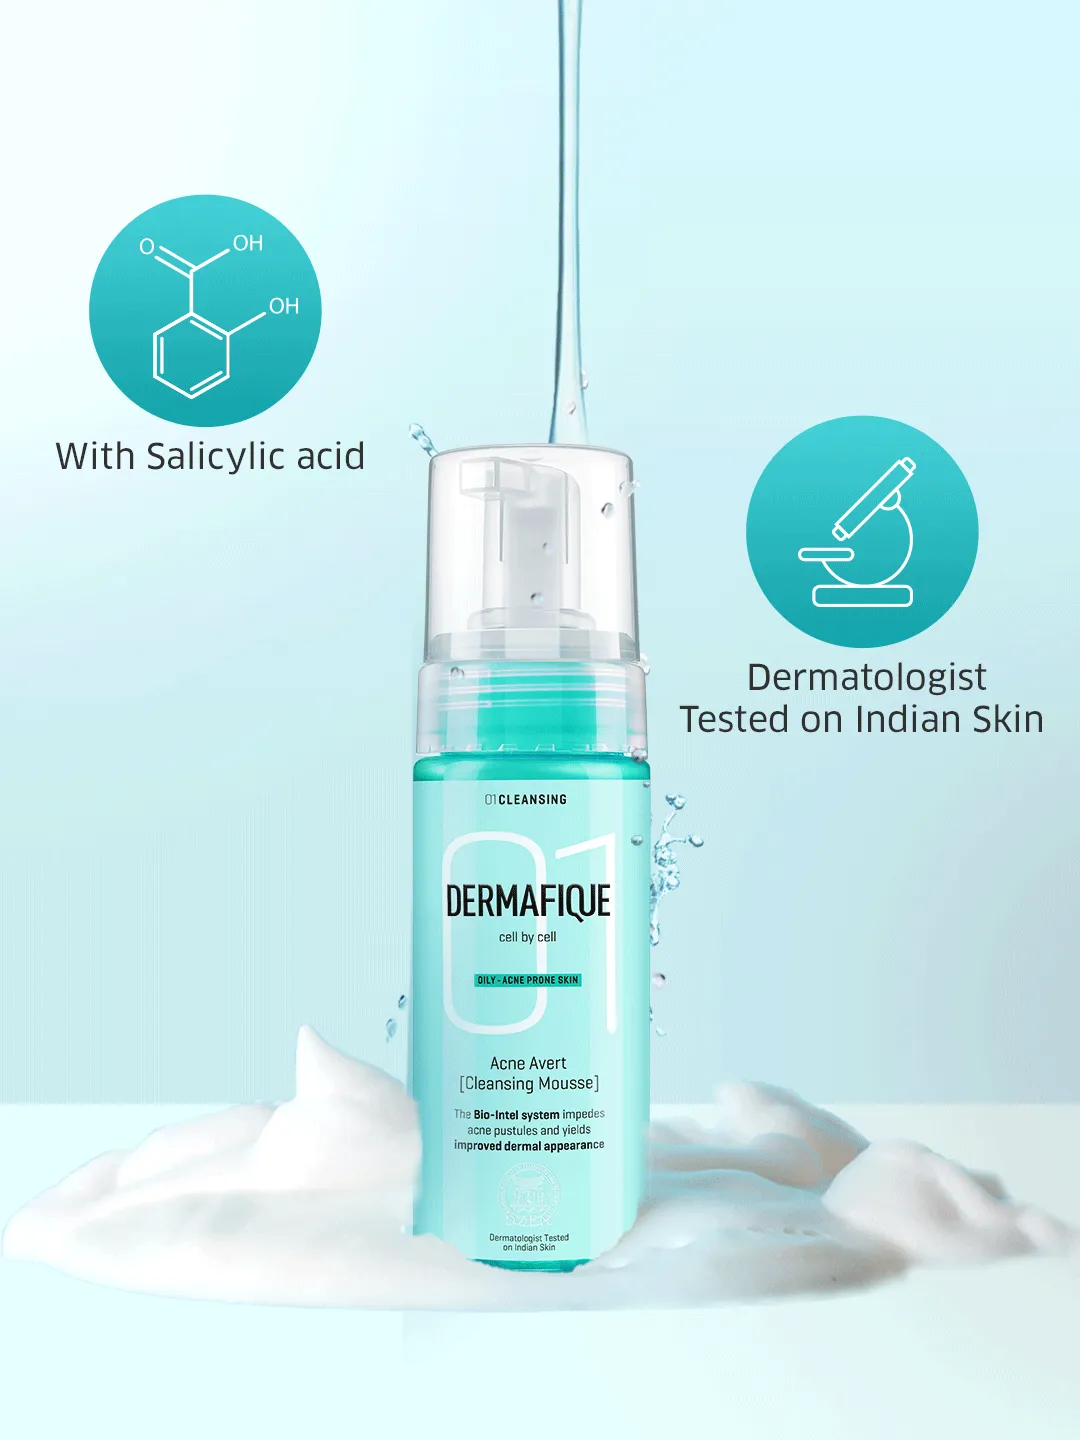 O
OH
OH
With Salicylic acid
Dermatologist
Tested on Indian Skin
01 CLEANSING
01
DERMAFIQUE
cell by cell
OILY - ACNE PRONE SKIN
Acne Avert
[Cleansing Mousse]
The Bio-Intel system impedes
acne pustules and yields
improved dermal appearance
Dermatologist Tested
on Indian Skin